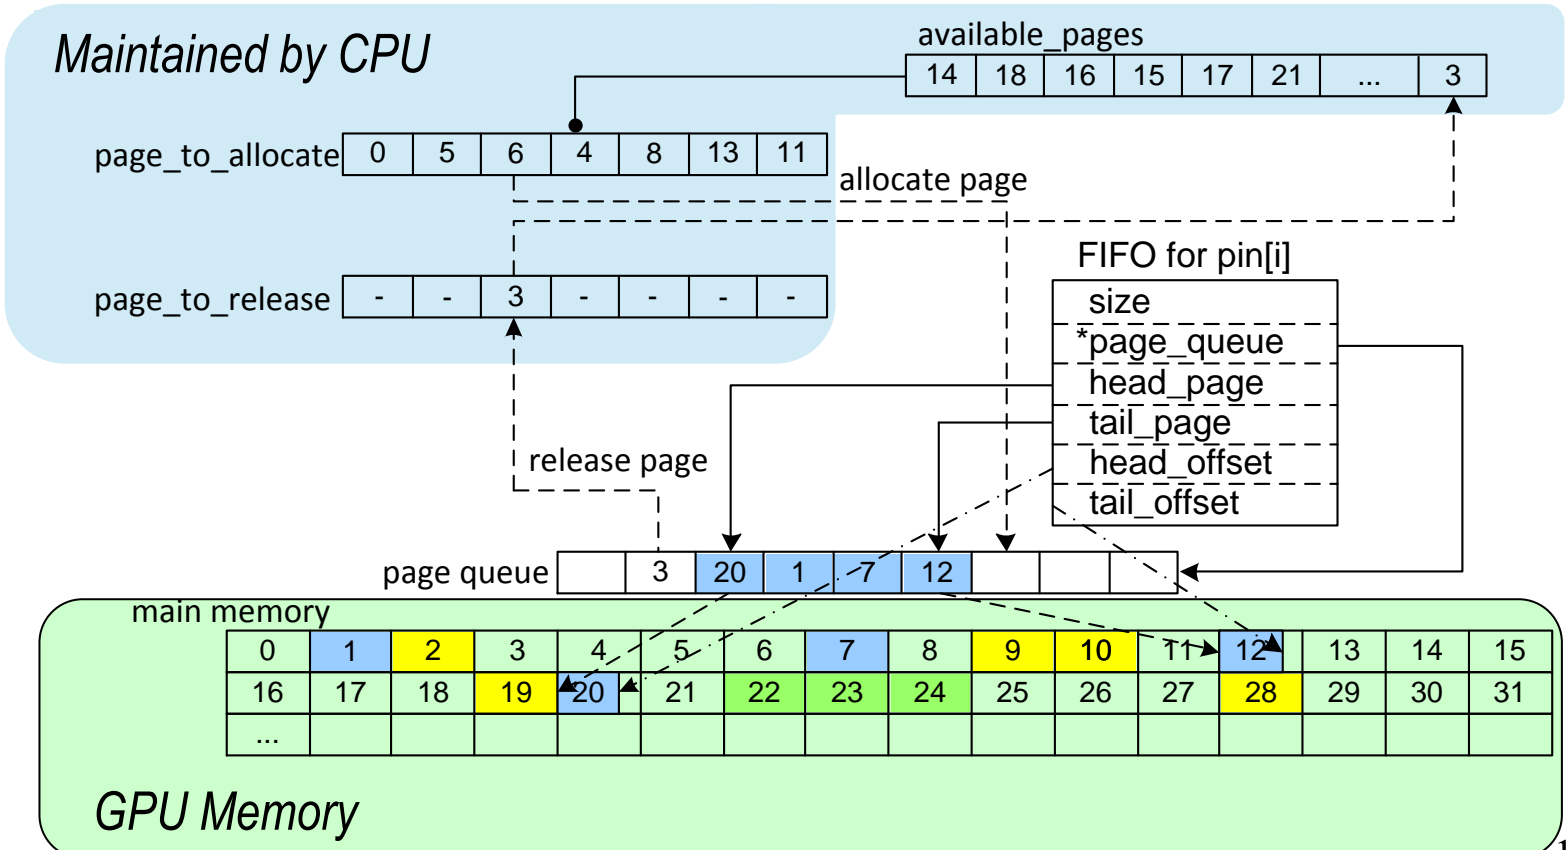 Maintained by CPU
available_pages
14 18 16 15 17 21 ... 3
page_to_allocate 0 5 6 4 8 13 11
allocate page
page_to_release - - 3 - - - -
FIFO for pin[i]
size
*page_queue
head_page
tail_page
head_offset
tail_offset
release page
page queue 3 20 1 7 12
main memory
0 1 2 3 4 5 6 7 8 9 10 11 12 13 14 15
16 17 18 19 20 21 22 23 24 25 26 27 28 29 30 31
...
GPU Memory